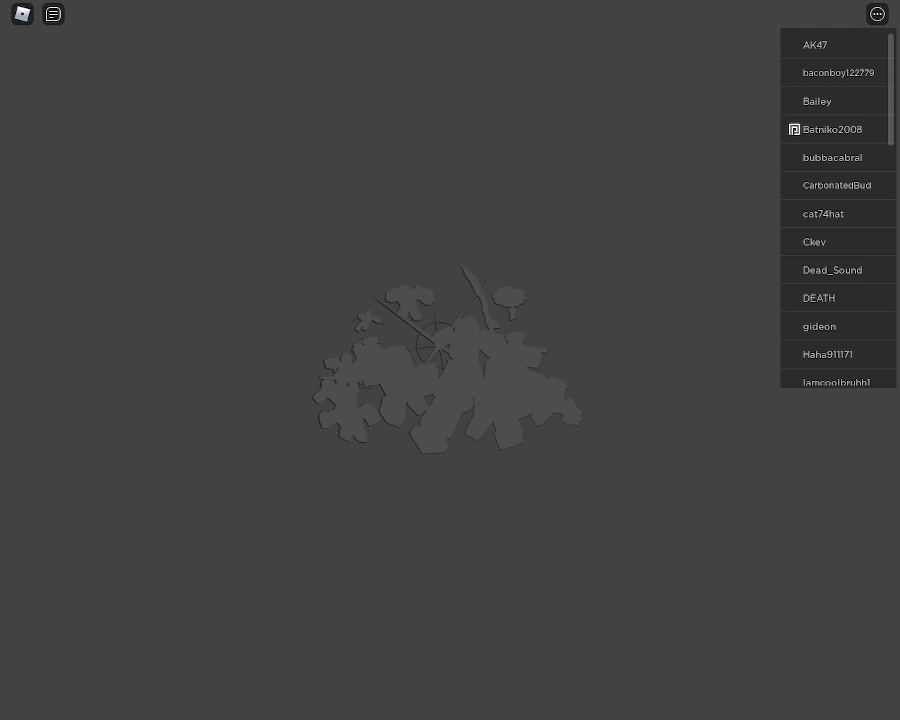 AK47
baconboy122779
Bailey
Batniko2008
bubbacabral
CarbonatedBud
cat74hat
Ckev
Dead_Sound
DEATH
gideon
Haha911171